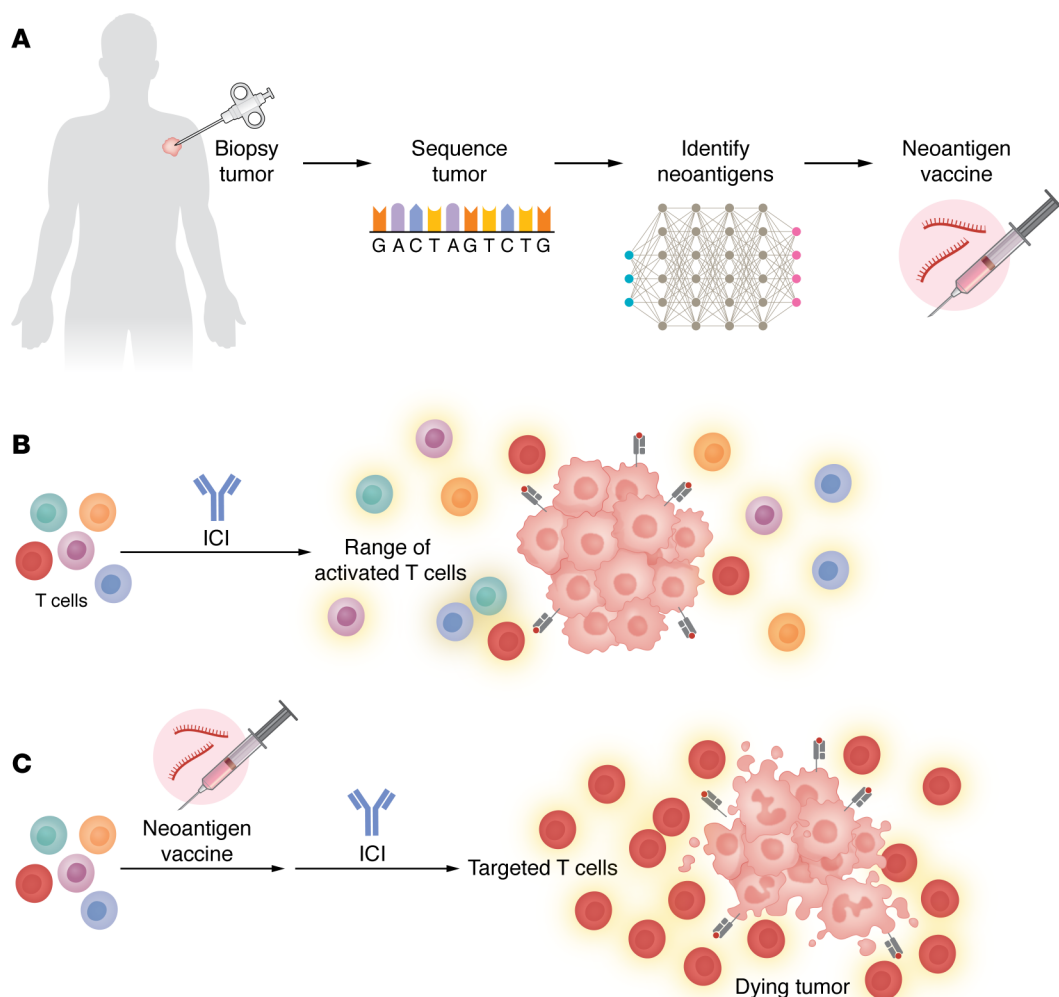 A
Biopsy
tumor
Sequence
tumor
G A C T A G T C T G
Identify
neoantigens
Neoantigen
vaccine
B
T cells
ICI
Range of
activated T cells
C
Neoantigen
vaccine
ICI
Targeted T cells
Dying tumor